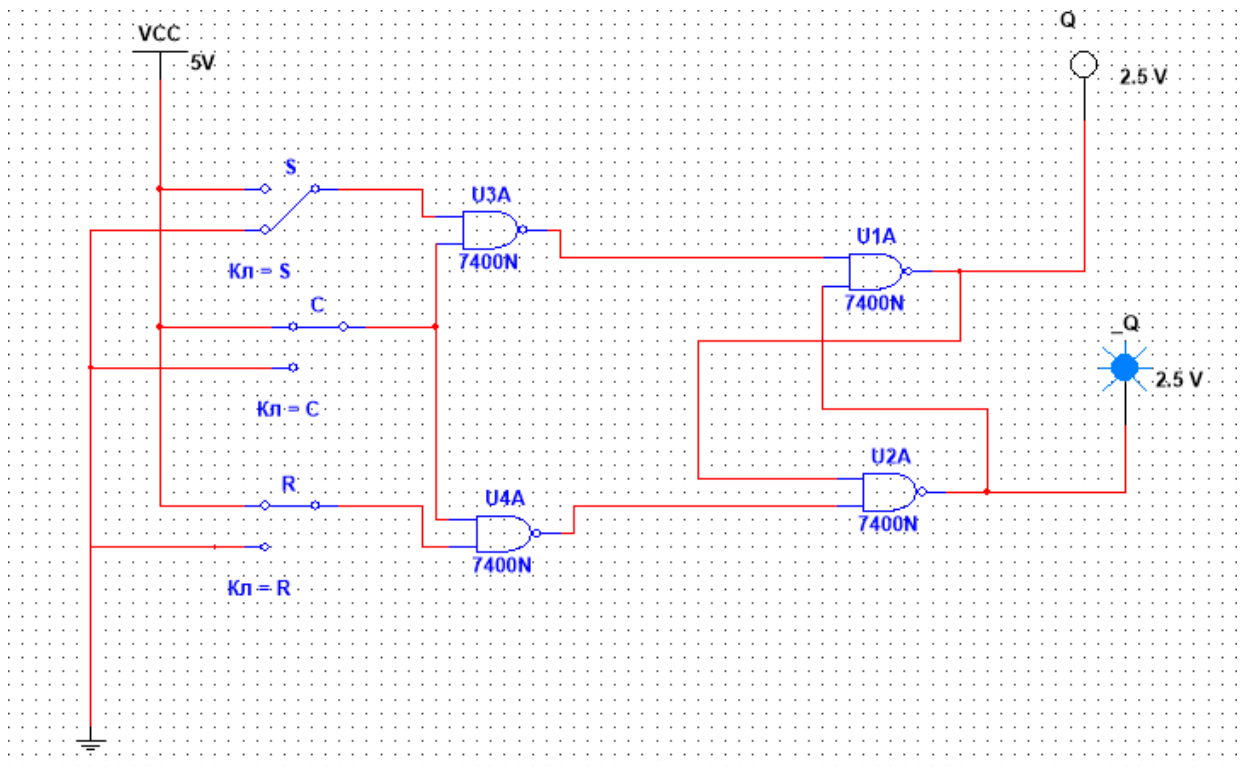 VCC
5V
Q
2.5 V
S
Кл = S
U3A
7400N
U1A
7400N
C
Кл = C
_Q
2.5 V
R
Кл = R
U4A
7400N
U2A
7400N